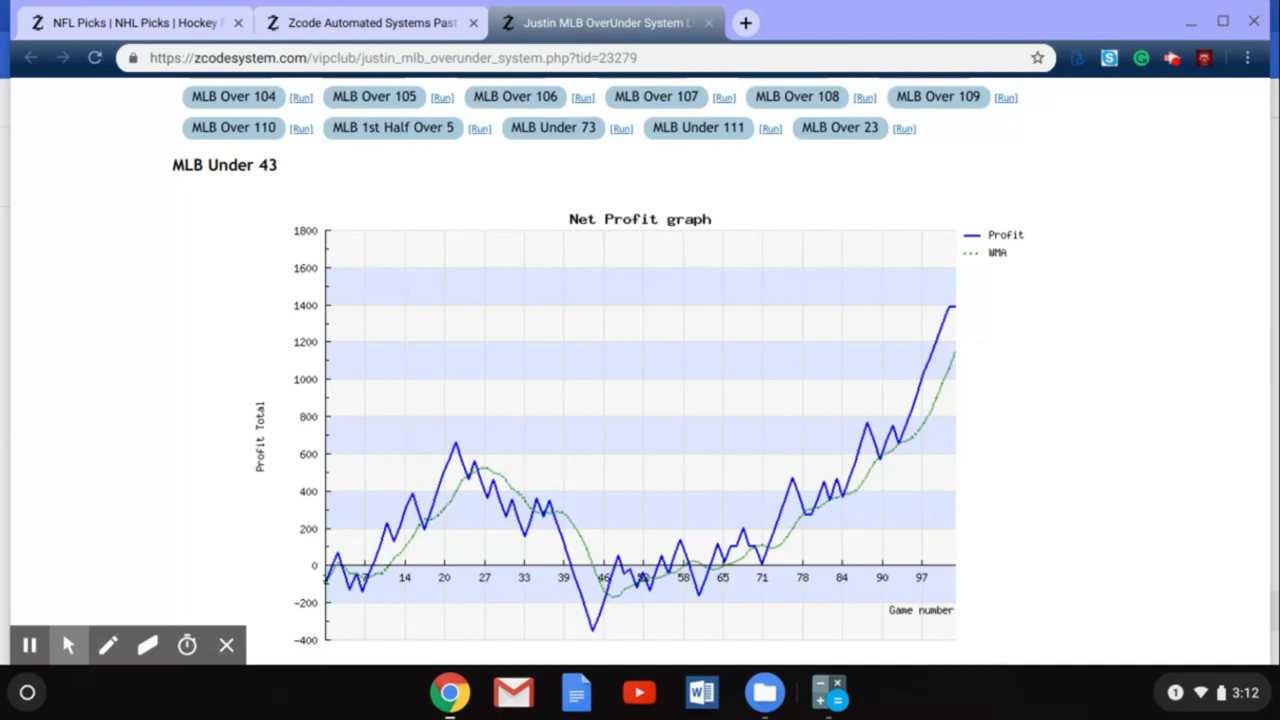 NFL Picks | NHL Picks | Hockey
Zcode Automated Systems Past
Justin MLB OverUnder System
https://zcodesystem.com/vipclub/justin_mlb_overunder_system.php?tid=23279
MLB Over 104 [Run] MLB Over 105 [Run] MLB Over 106 [Run] MLB Over 107 [Run] MLB Over 108 [Run] MLB Over 109 [Run]
MLB Over 110 [Run] MLB 1st Half Over 5 [Run] MLB Under 73 [Run] MLB Under 111 [Run] MLB Over 23 [Run]
MLB Under 43
Net Profit graph
Profit
WMA
1800
1600
1400
1200
1000
800
600
400
200
0
-200
-400
Profit Total
7 14 20 27 33 39 46 52 58 65 71 78 84 90 97
Game number
1 3:12